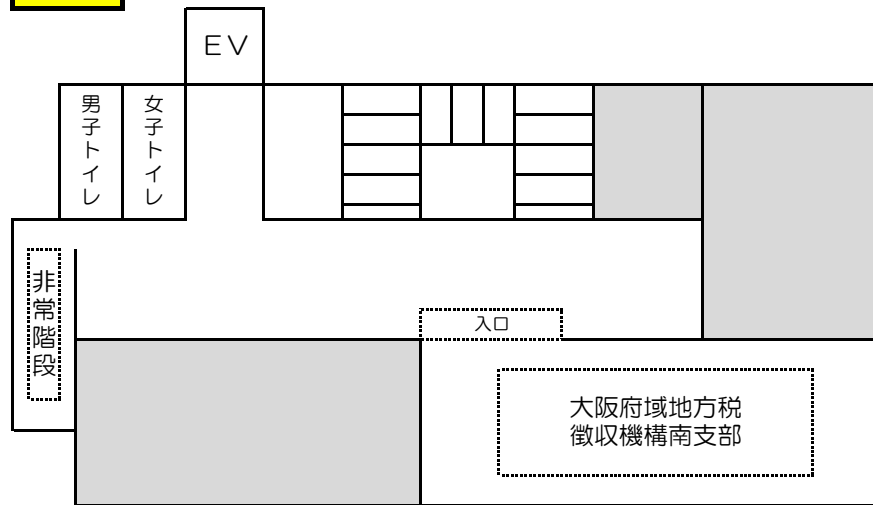 EV
男子トイレ
女子トイレ
非常階段
入口
大阪府域地方税
徴収機構南支部